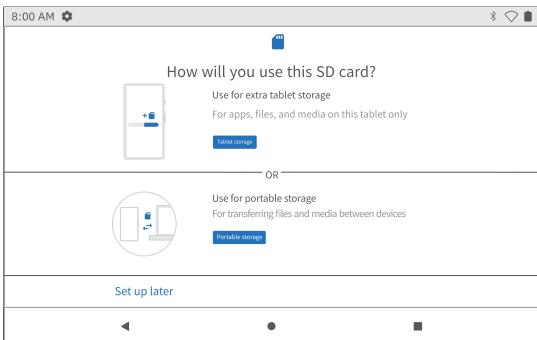 8:00 AM
How will you use this SD card?
Use for extra tablet storage
For apps, files, and media on this tablet only
Tablet storage
OR
Use for portable storage
For transferring files and media between devices
Portable storage
Set up later